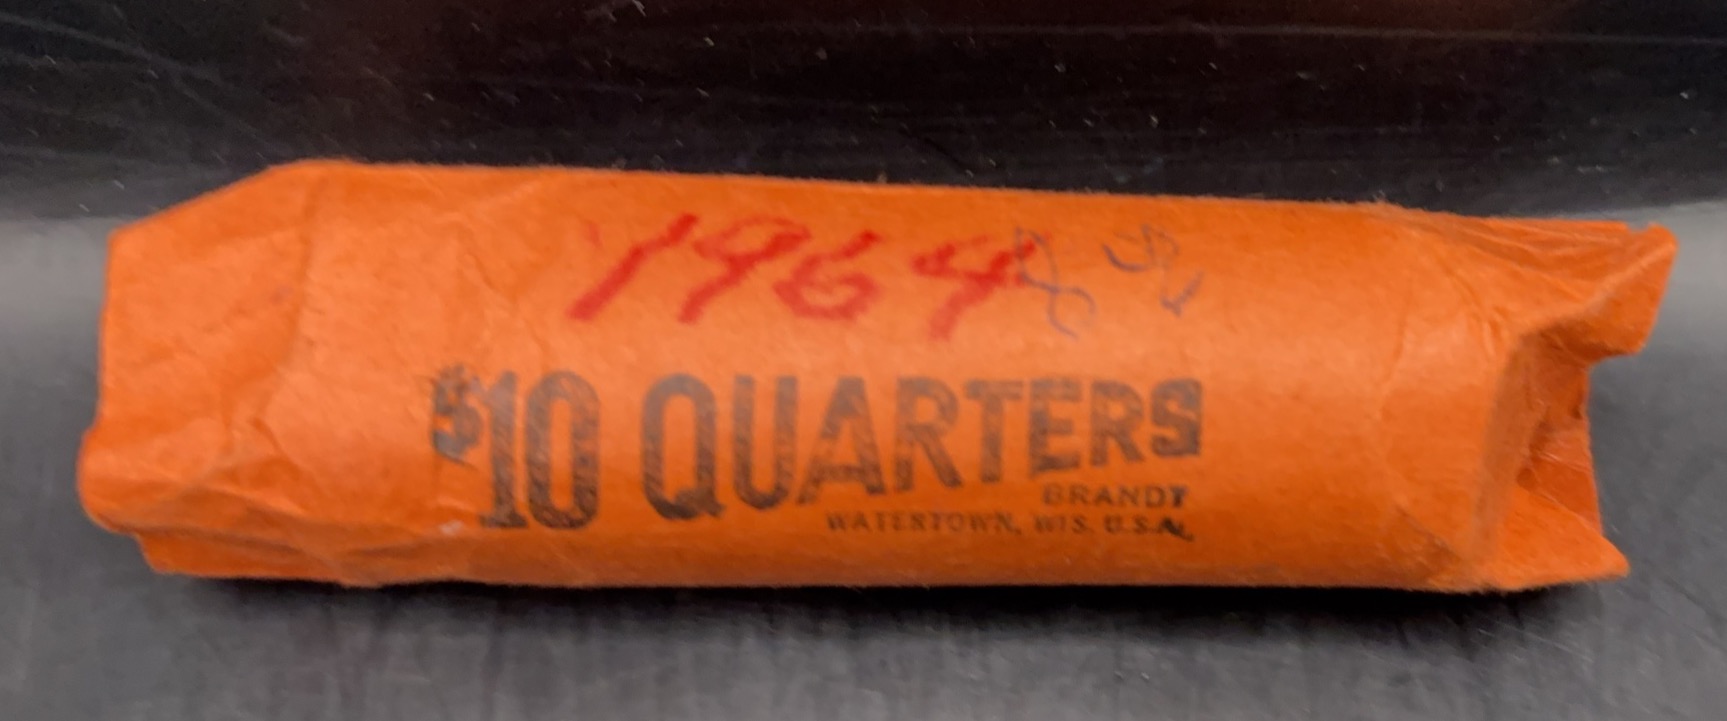 1964
$10 QUARTERS
BRANDT
WATERTOWN, WIS. U.S.A.